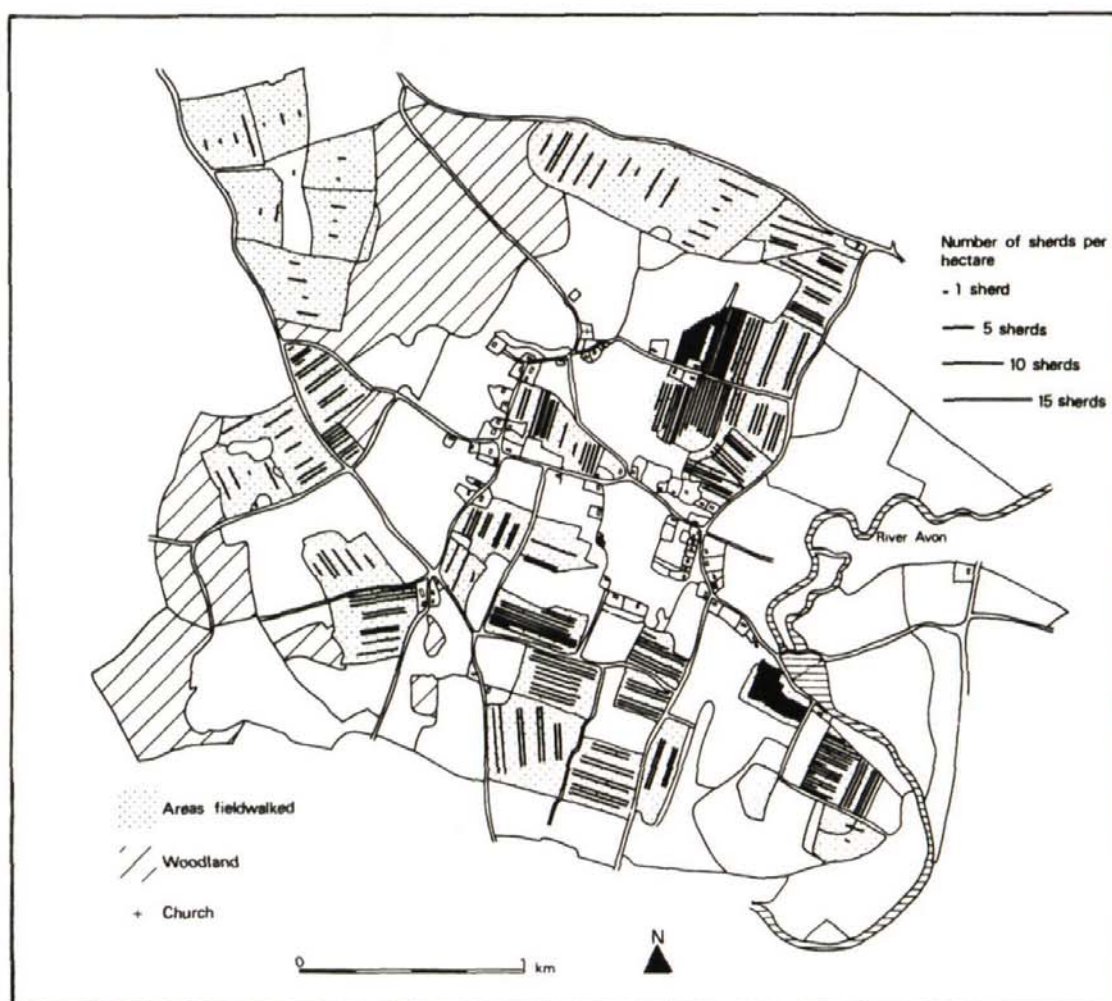 Number of sherds per
hectare
1 sherd
5 sherds
10 sherds
15 sherds
River Avon
Areas fieldwalked
Woodland
+ Church
0 1 km
N